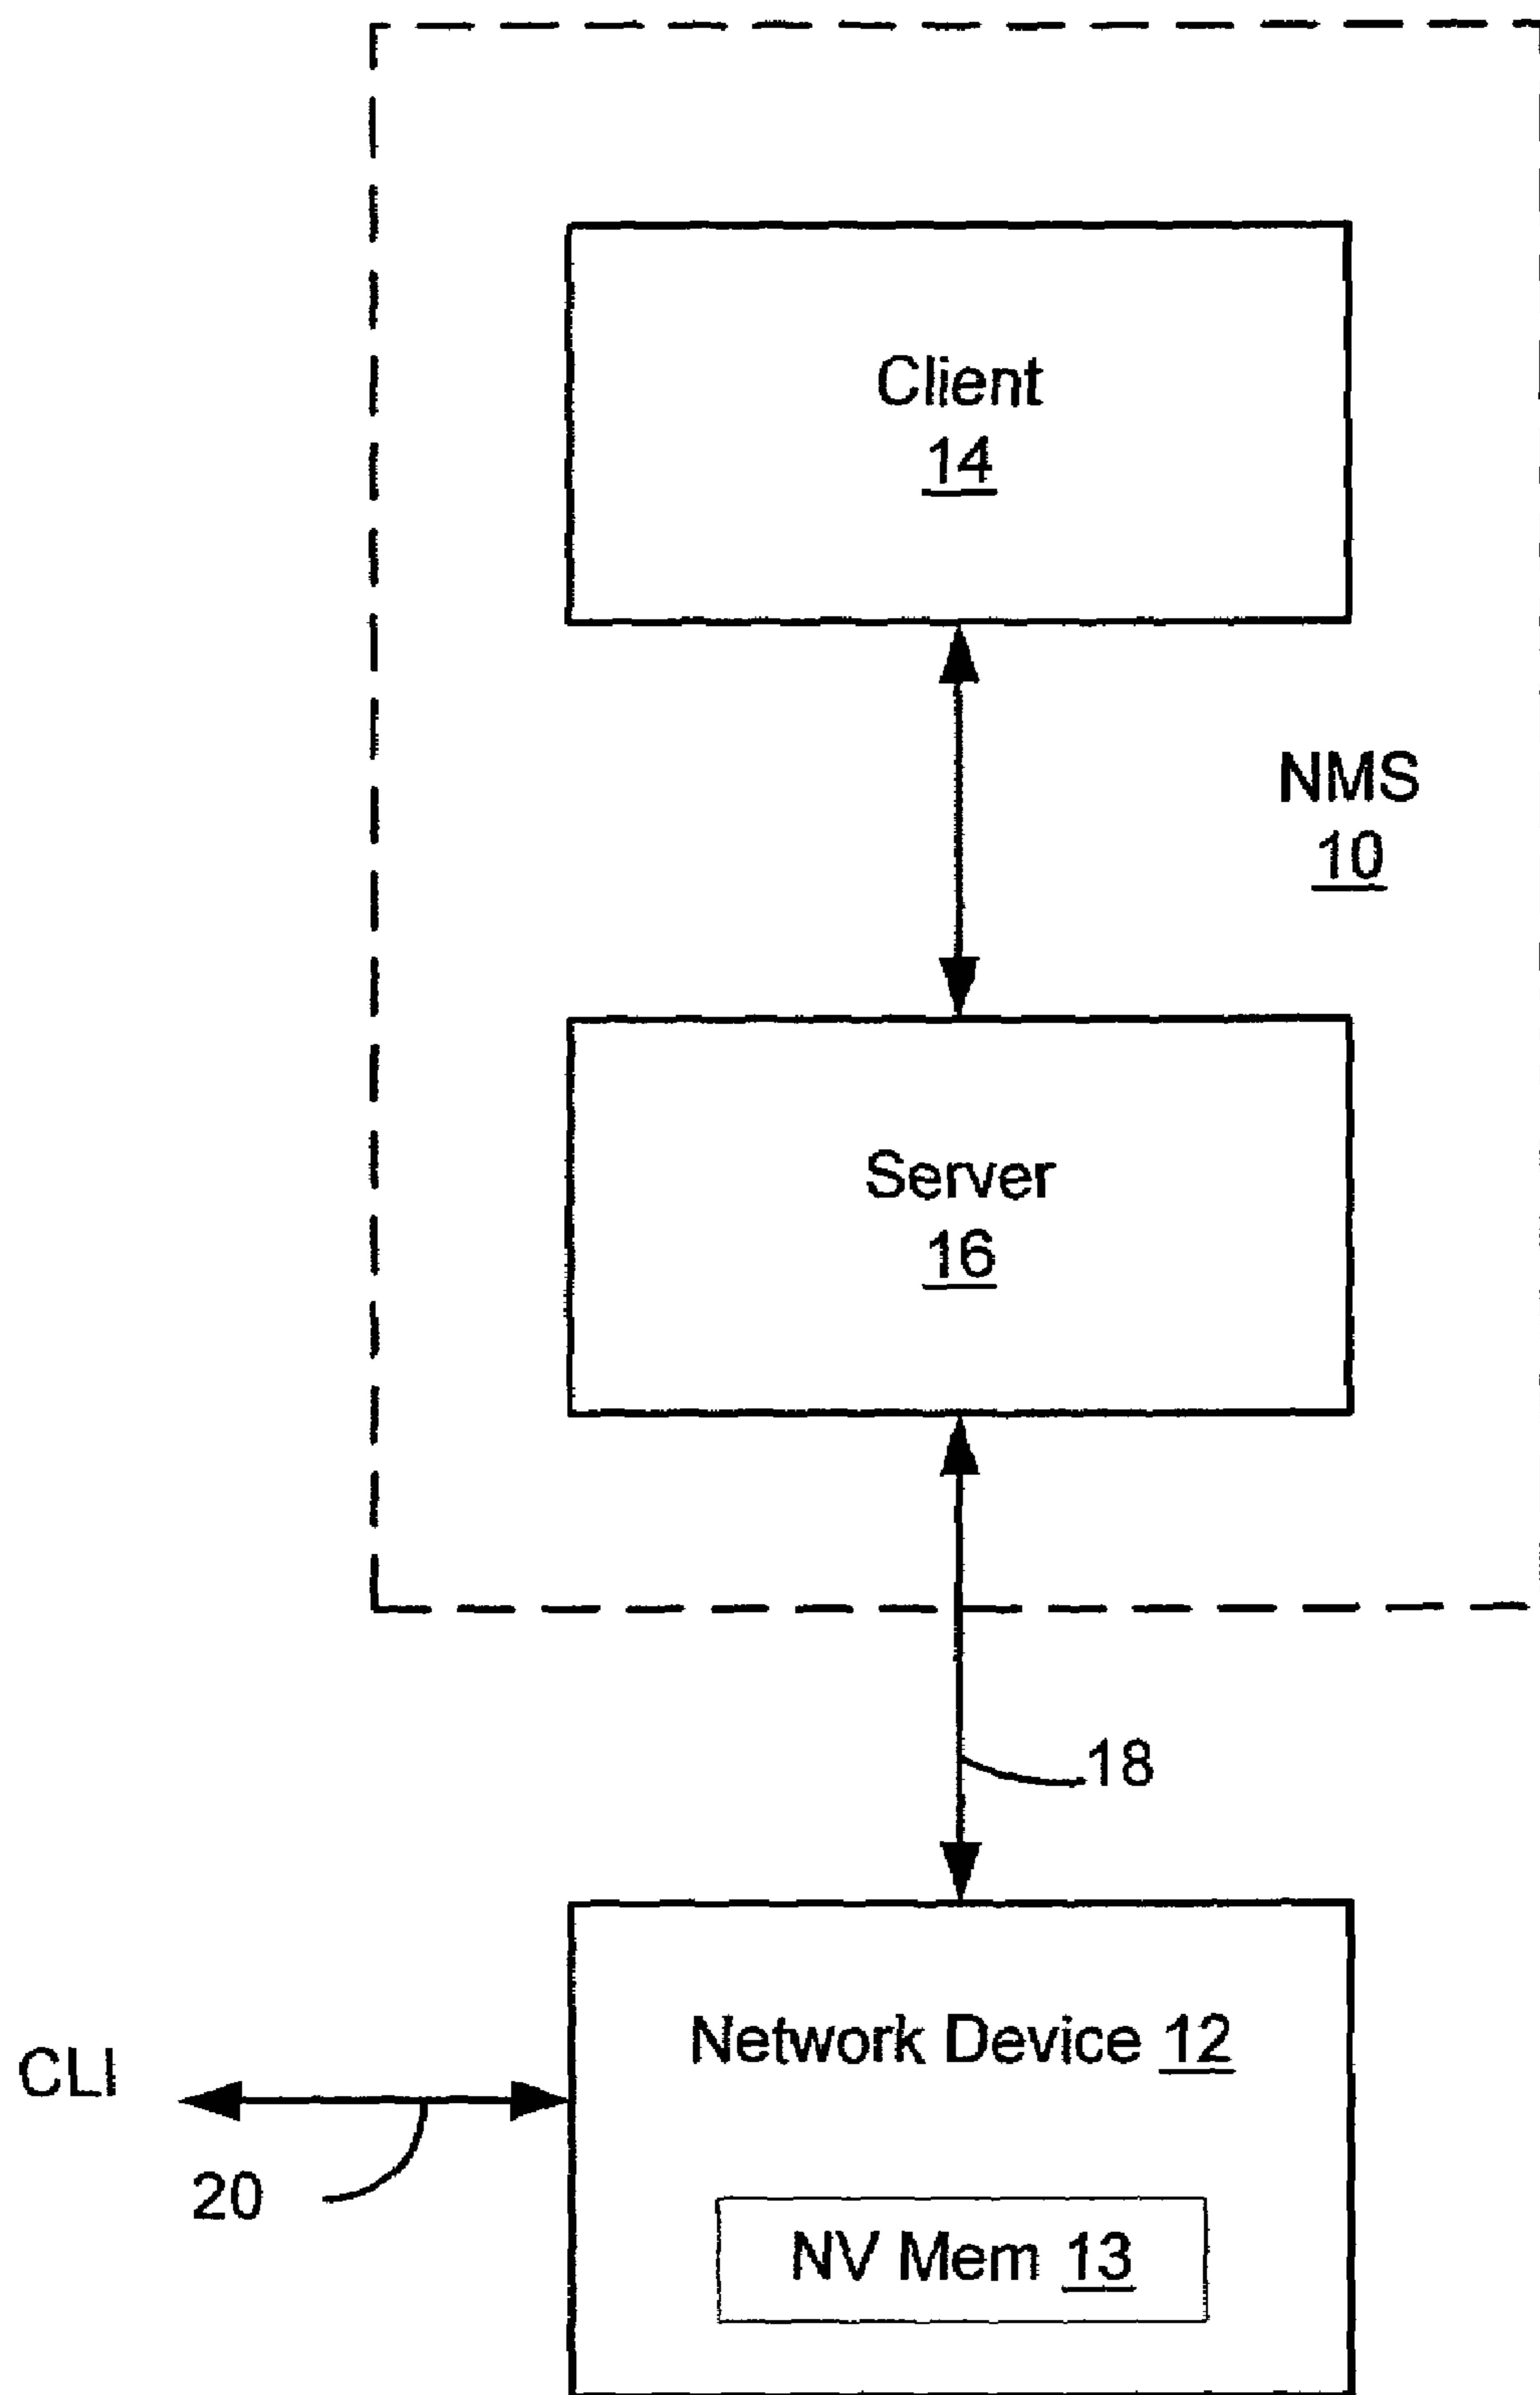 Client
14
NMS
10
Server
16
18
Network Device 12
CLI
20
NV Mem 13